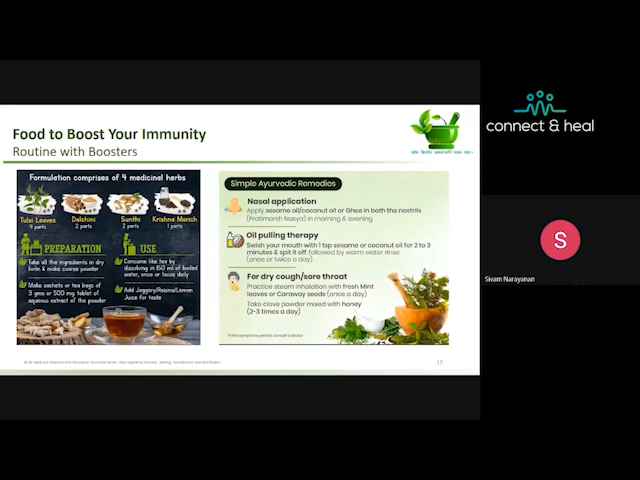 Food to Boost Your Immunity
Routine with Boosters
Formulation comprises of 4 medicinal herbs
Tulsi Leaves
4 parts
Dalchini
2 parts
Sunthi
2 parts
Krishna Marich
1 parts
PREPARATION
Take all the ingredients in dry
form & make coarse powder
Make sachets or tea bags of
3 gms or 500 mg tablet of
aqueous extract of the powder
USE
Consume like tea by
dissolving in 150 ml of boiled
water, once or twice daily
Add Jaggery/Raisins/Lemon
Juice for taste
Simple Ayurvedic Remedies
Nasal application
Apply sesame oil/coconut oil or Ghee in both the nostrils
(Pratimarsh Nasya) in morning & evening
Oil pulling therapy
Swish your mouth with 1 tsp sesame or coconut oil for 2 to 3
minutes & spit it off, followed by warm water rinse
(once or twice a day)
For dry cough/sore throat
Practice steam inhalation with fresh Mint
leaves or Caraway seeds (once a day)
Take clove powder mixed with honey
(2-3 times a day)
*If the symptoms persist, consult a doctor
17
connect & heal
S
Sivam Narayanan